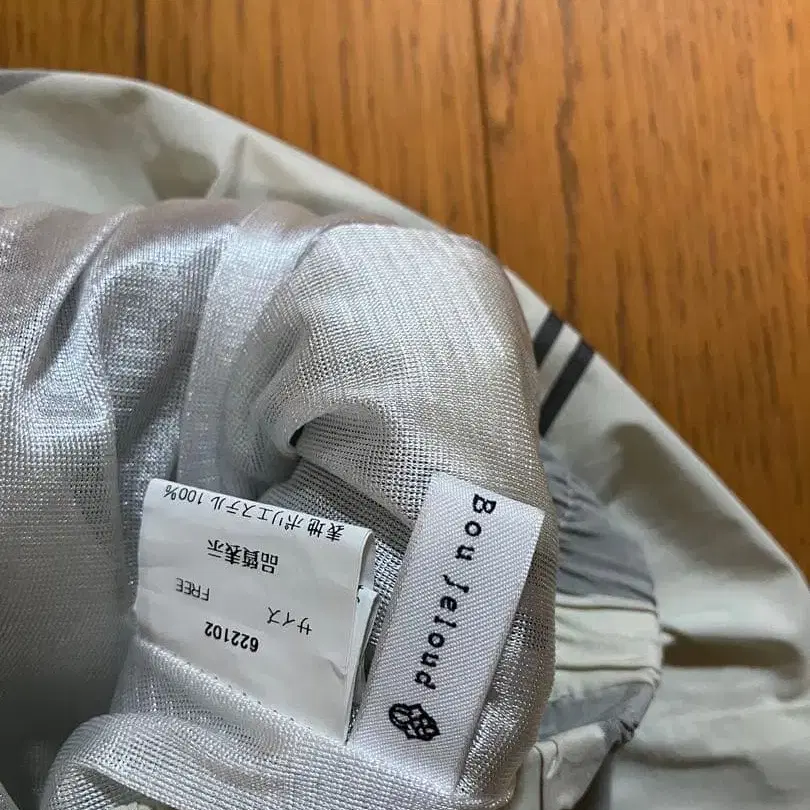 622102
サイズ
FREE
品質表示
表地 ポリエステル 100%
Bou Jeloud